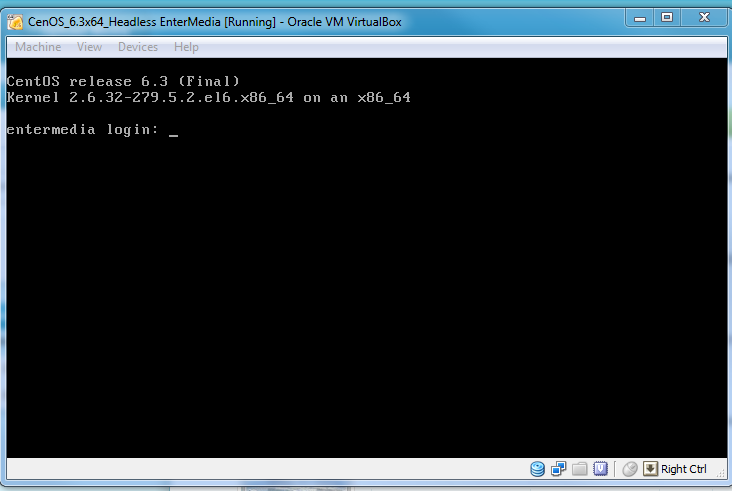 CenOS_6.3x64_Headless EnterMedia [Running] - Oracle VM VirtualBox
Machine View Devices Help
CentOS release 6.3 (Final)
Kernel 2.6.32-279.5.2.el6.x86_64 on an x86_64
entermedia login: _
Right Ctrl